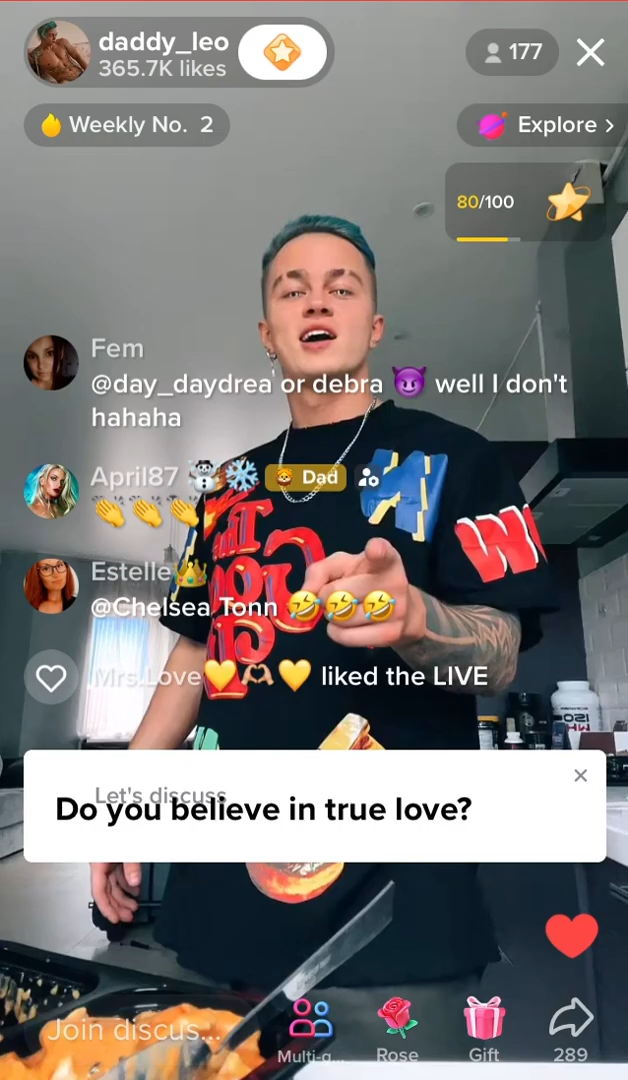 daddy_leo
365.7K likes
177
Weekly No. 2
Explore >
80/100
Fem
@day_daydrea or debra 😈 well I don't
hahaha
April87 ☃️❄️ Dad
👏👏👏
Estelle👑
@Chelsea Tonn 🤣🤣🤣
Mrs.Love💛🫶💛 liked the LIVE
ISO
Let's discuss
Do you believe in true love?
Join discus...
Multi-g...
Rose
Gift
289